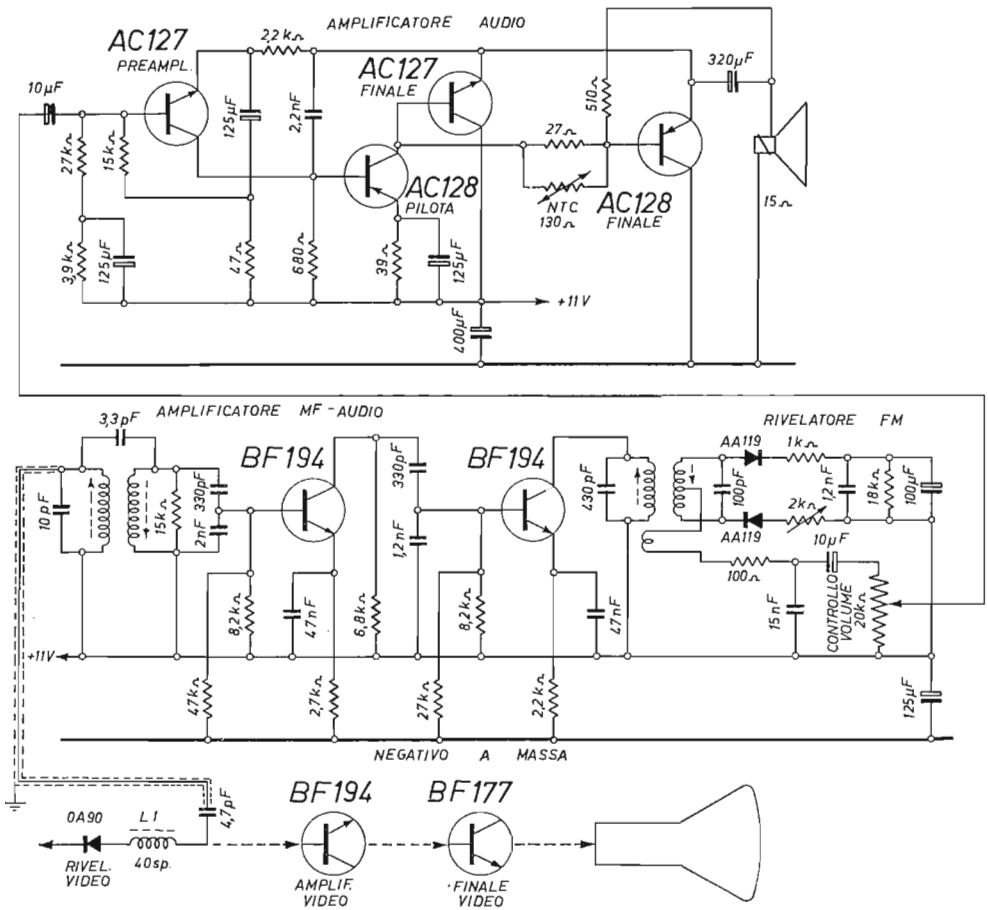 AMPLIFICATORE AUDIO
AC127
PREAMPL.
2,2 kΩ
AC127
FINALE
320µF
10µF
27kΩ
15kΩ
125µF
2,2nF
510Ω
27Ω
NTC
130Ω
AC128
PILOTA
AC128
FINALE
15Ω
3,9kΩ
125µF
47Ω
680Ω
39Ω
125µF
+11V
400µF
AMPLIFICATORE MF-AUDIO
RIVELATORE FM
3,3pF
BF194
BF194
AA119
1kΩ
10pF
15kΩ
330pF
2nF
330pF
1,2nF
430pF
100pF
1,2nF
18kΩ
100µF
2kΩ
AA119
10µF
100Ω
8,2kΩ
47nF
6,8kΩ
8,2kΩ
47nF
15nF
CONTROLLO
VOLUME
20kΩ
+11V
47kΩ
2,7kΩ
27kΩ
2,2kΩ
125µF
NEGATIVO A MASSA
4,7pF
BF194
BF177
OA90
L1
RIVEL.
VIDEO
40sp.
AMPLIF.
VIDEO
FINALE
VIDEO